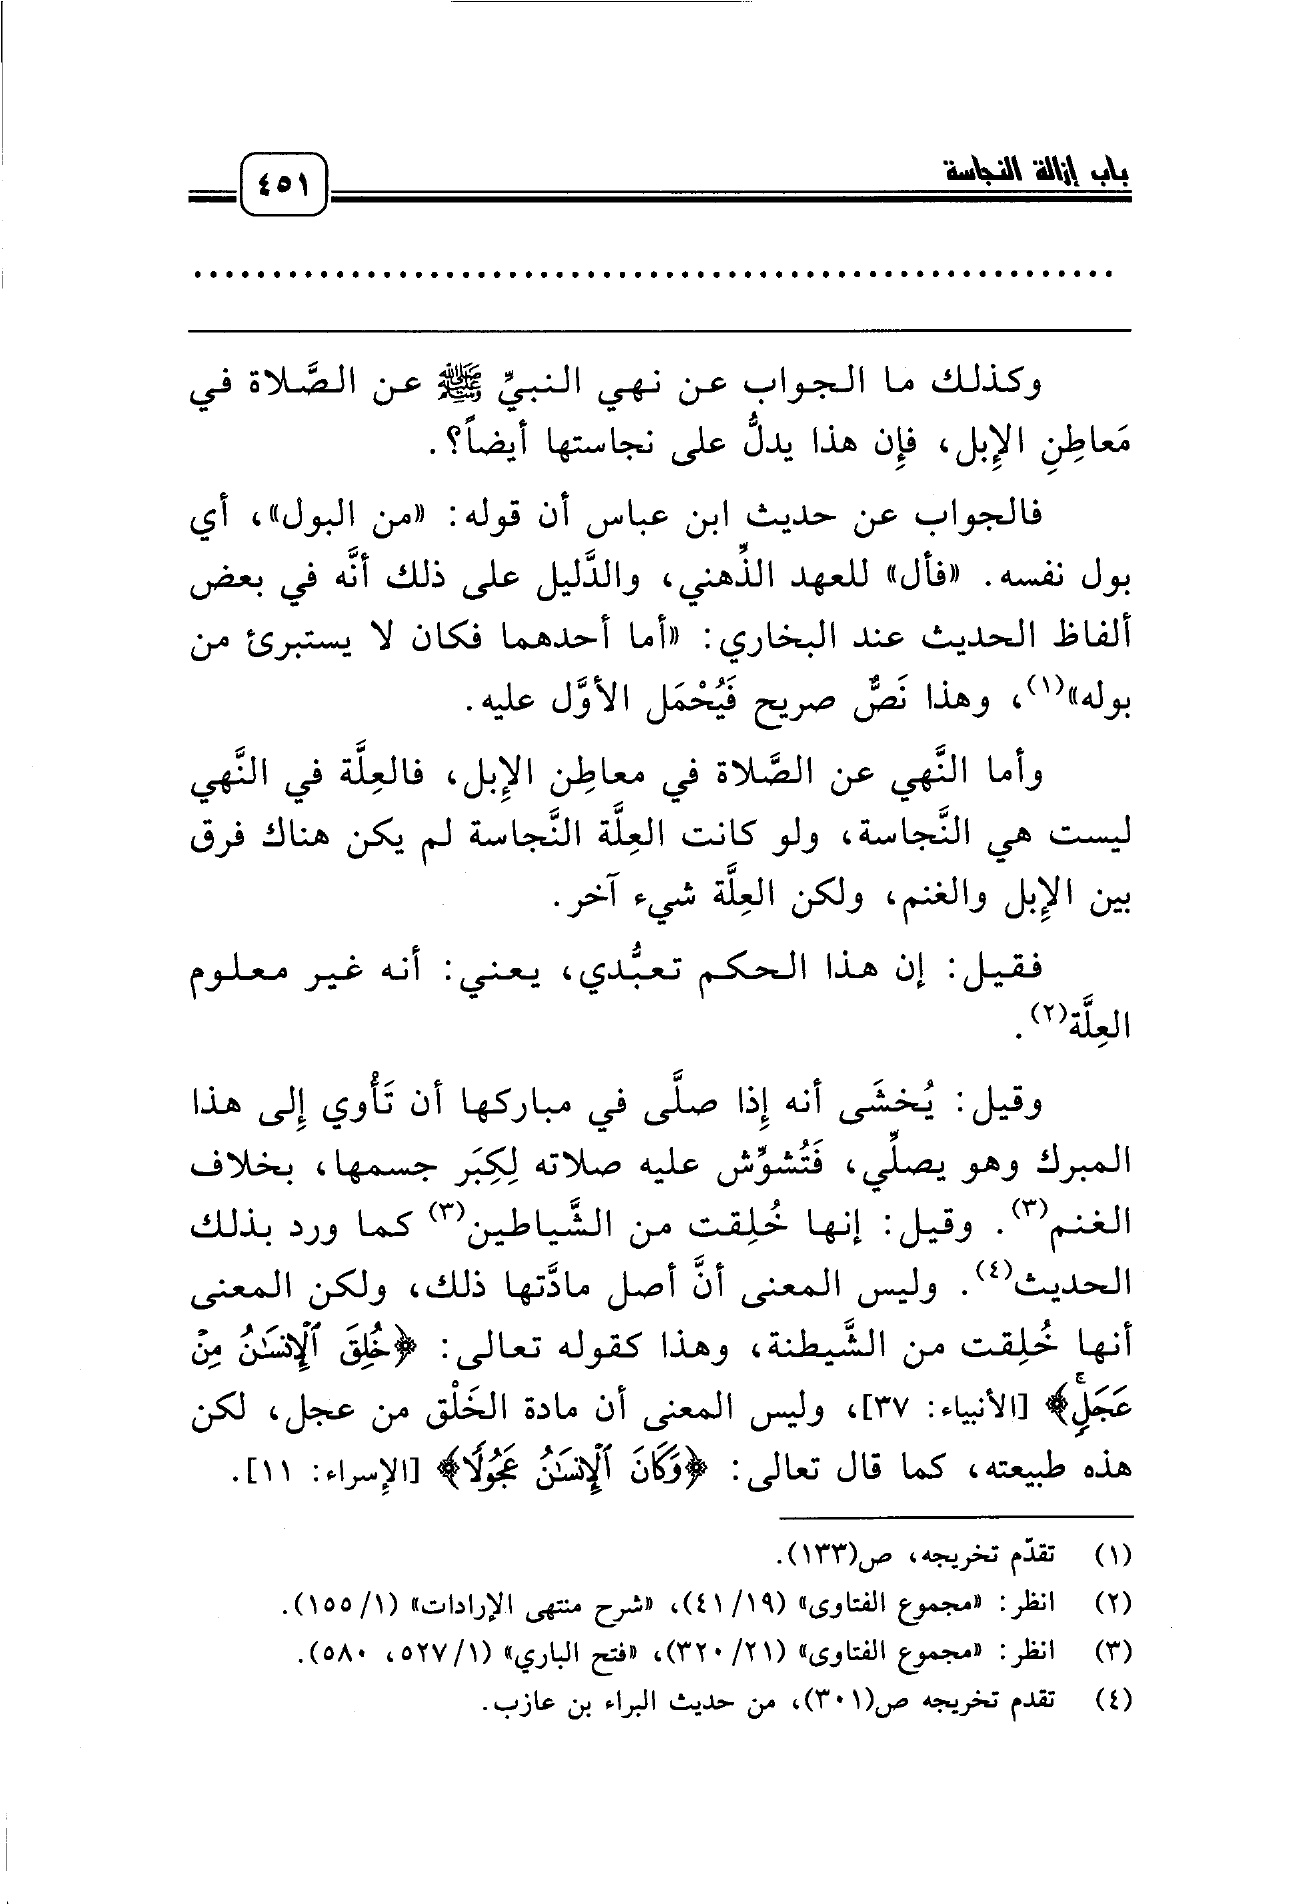 باب إزالة النجاسة
٤٥١
وكذلك ما الجواب عن نهي النبيِّ ﷺ عن الصَّلاة في
مَعاطِنِ الإِبل، فإِن هذا يدلُّ على نجاستها أيضاً؟.
فالجواب عن حديث ابن عباس أن قوله: «من البول»، أي
بول نفسه. «فأل» للعهد الذِّهني، والدَّليل على ذلك أنَّه في بعض
ألفاظ الحديث عند البخاري: «أما أحدهما فكان لا يستبرئ من
بوله»(١)، وهذا نَصٌّ صريح فَيُحْمَل الأوَّل عليه.
وأما النَّهي عن الصَّلاة في معاطِن الإِبل، فالعِلَّة في النَّهي
ليست هي النَّجاسة، ولو كانت العِلَّة النَّجاسة لم يكن هناك فرق
بين الإِبل والغنم، ولكن العِلَّة شيء آخر.
فقيل: إن هذا الحكم تعبُّدي، يعني: أنه غير معلوم
العِلَّة(٢).
وقيل: يُخشَى أنه إِذا صلَّى في مباركها أن تَأْوي إِلى هذا
المبرك وهو يصلِّي، فَتُشوِّش عليه صلاته لِكِبَر جسمها، بخلاف
الغنم(٣). وقيل: إنها خُلِقت من الشَّياطين(٣) كما ورد بذلك
الحديث(٤). وليس المعنى أنَّ أصل مادَّتها ذلك، ولكن المعنى
أنها خُلِقت من الشَّيطنة، وهذا كقوله تعالى: ﴿خُلِقَ ٱلْإِنسَٰنُ مِنْ
عَجَلٍۚ﴾ [الأنبياء: ٣٧]، وليس المعنى أن مادة الخَلْق من عجل، لكن
هذه طبيعته، كما قال تعالى: ﴿وَكَانَ ٱلْإِنسَٰنُ عَجُولًا﴾ [الإِسراء: ١١].
(١) تقدّم تخريجه، ص(١٣٣).
(٢) انظر: «مجموع الفتاوى» (٤١/١٩)، «شرح منتهى الإرادات» (١٥٥/١).
(٣) انظر: «مجموع الفتاوى» (٣٢٠/٢١)، «فتح الباري» (٥٢٧/١، ٥٨٠).
(٤) تقدم تخريجه ص(٣٠١)، من حديث البراء بن عازب.